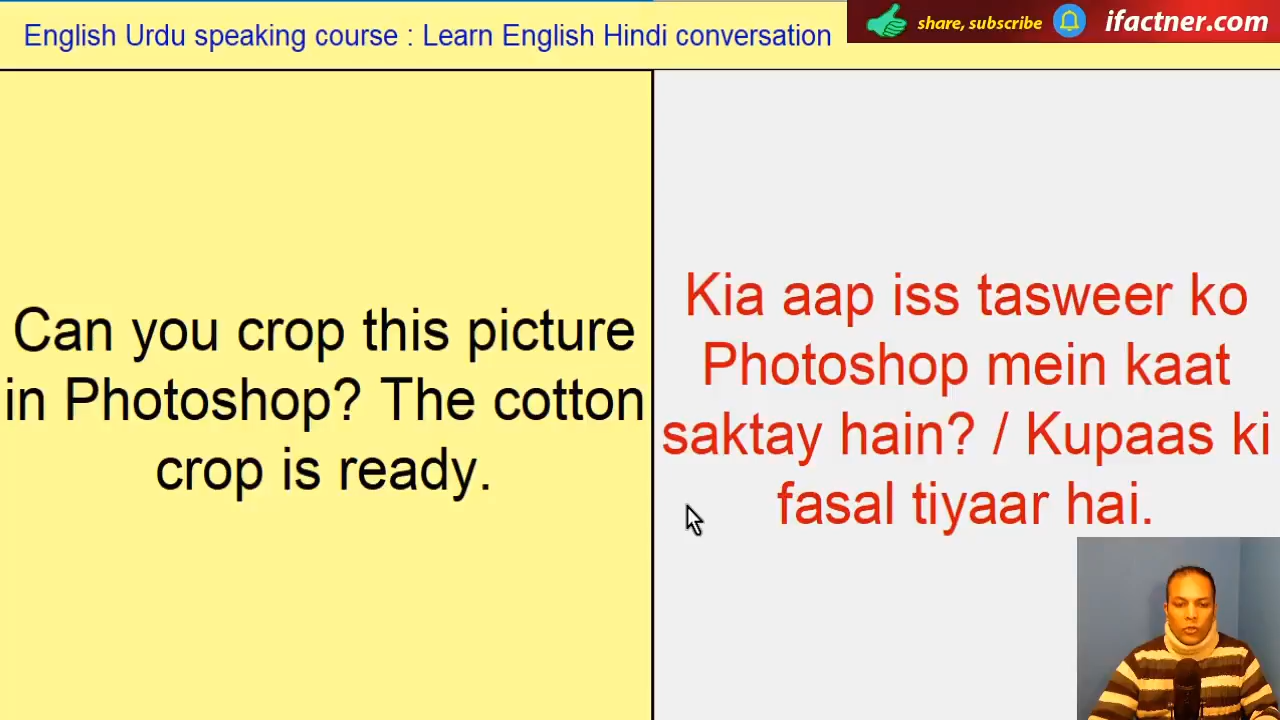 English Urdu speaking course : Learn English Hindi conversation
share, subscribe
ifactner.com
Can you crop this picture
in Photoshop? The cotton
crop is ready.
Kia aap iss tasweer ko
Photoshop mein kaat
saktay hain? / Kupaas ki
fasal tiyaar hai.